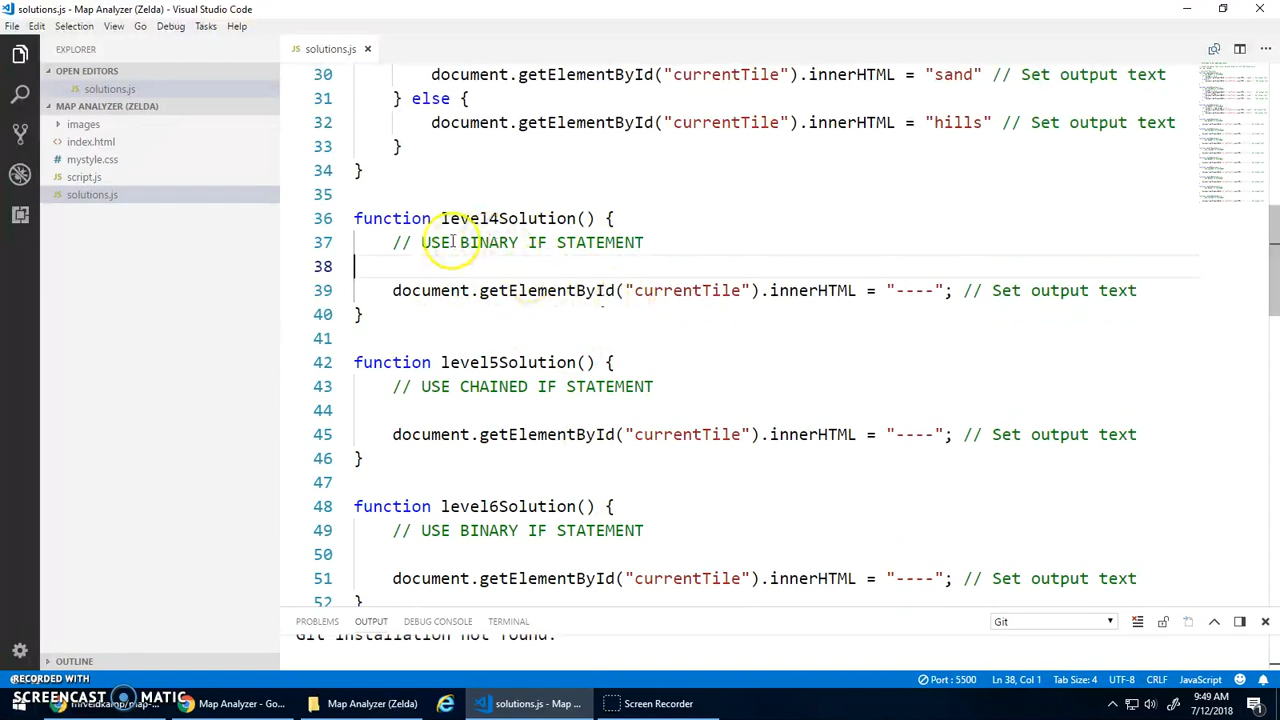 solutions.js - Map Analyzer (Zelda) - Visual Studio Code
File Edit Selection View Go Debug Tasks Help
EXPLORER
OPEN EDITORS
solutions.js
MAP ANALYZER (ZELDA)
images
index.html
mystyle.css
script.js
solutions.js
OUTLINE
JS solutions.js
30 document.getElementById("currentTile").innerHTML = "sand" // Set output text
31 } else {
32 document.getElementById("currentTile").innerHTML = "hills" // Set output text
33 }
34 }
35
36 function level4Solution() {
37 // USE BINARY IF STATEMENT
38
39 document.getElementById("currentTile").innerHTML = "----"; // Set output text
40 }
41
42 function level5Solution() {
43 // USE CHAINED IF STATEMENT
44
45 document.getElementById("currentTile").innerHTML = "----"; // Set output text
46 }
47
48 function level6Solution() {
49 // USE BINARY IF STATEMENT
50
51 document.getElementById("currentTile").innerHTML = "----"; // Set output text
52 }
PROBLEMS OUTPUT DEBUG CONSOLE TERMINAL Git
Git installation not found.
Port : 5500 Ln 38, Col 1 Tab Size: 4 UTF-8 CRLF JavaScript
RECORDED WITH
SCREENCAST MATIC
mrveldkamp/map-... Map Analyzer - Go... Map Analyzer (Zelda) solutions.js - Map ... Screen Recorder
9:49 AM
7/12/2018